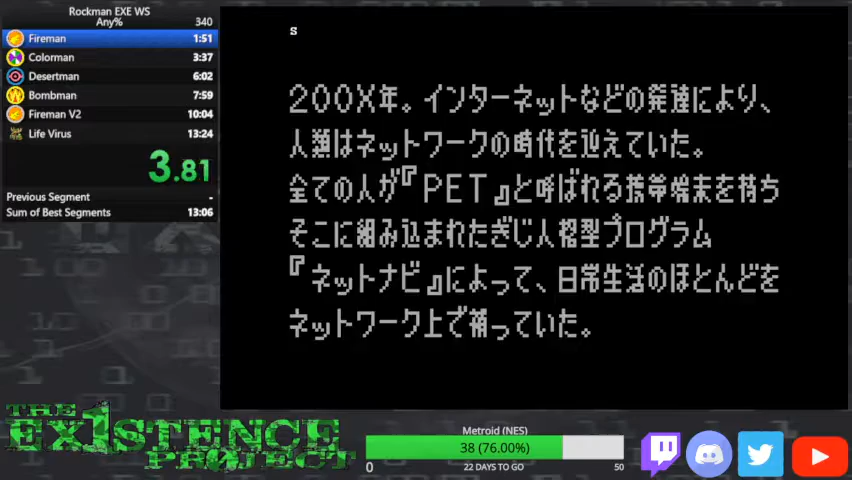 Rockman EXE WS
Any% 340
Fireman 1:51
Colorman 3:37
Desertman 6:02
Bombman 7:59
Fireman V2 10:04
Life Virus 13:24
3.81
Previous Segment -
Sum of Best Segments 13:06
s
200X年。インターネットなどの発達により、
人類はネットワークの時代を迎えていた。
全ての人が『PET』と呼ばれる携帯端末を持ち
そこに組み込まれたぎじ人格型プログラム
『ネットナビ』によって、日常生活のほとんどを
ネットワーク上で補っていた。
THE
EX1STENCE
PROJECT
Metroid (NES)
38 (76.00%)
0 22 DAYS TO GO 50